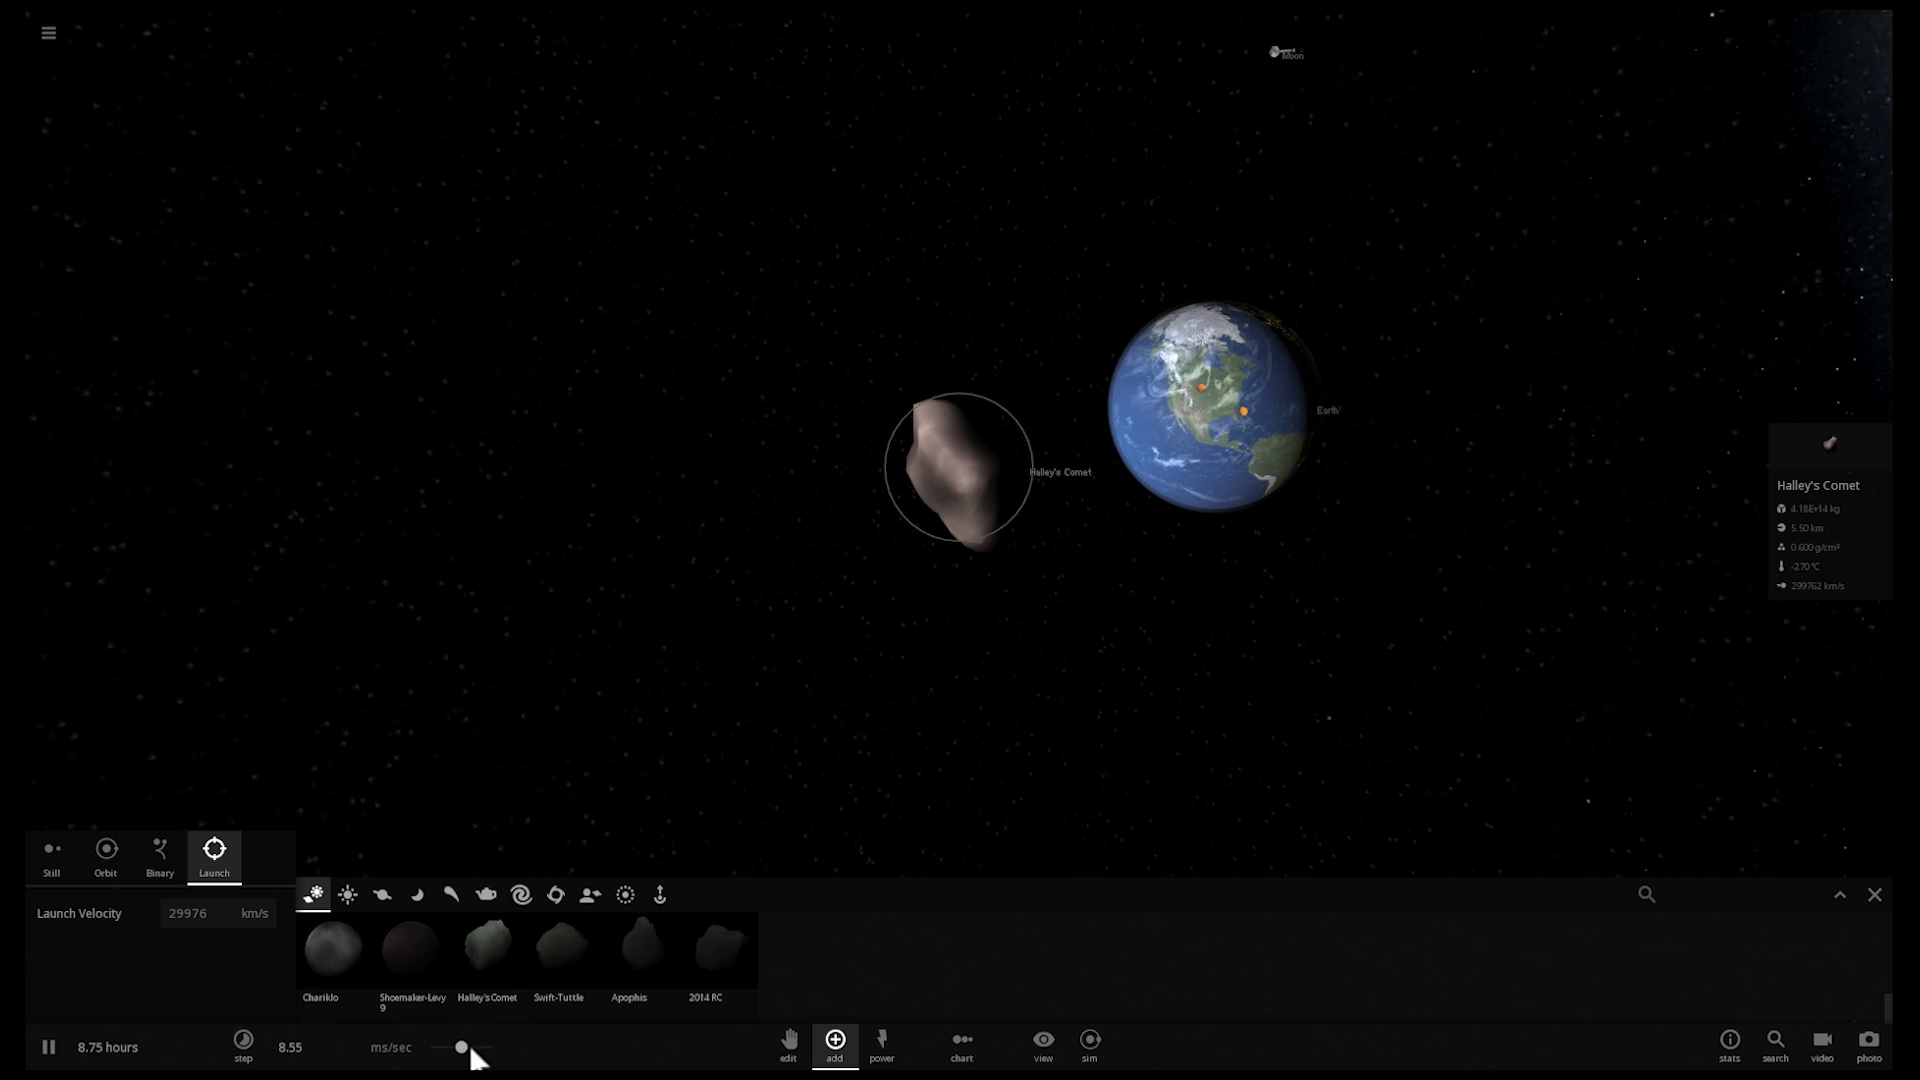 Moon
Earth
Halley's Comet
Halley's Comet
4.18E+14 kg
5.50 km
0.600 g/cm³
-270 °C
299762 km/s
Still
Orbit
Binary
Launch
Launch Velocity
29976 km/s
Chariklo
Shoemaker-Levy
9
Halley's Comet
Swift-Tuttle
Apophis
2014 RC
8.75 hours
step
8.55 ms/sec
edit
add
power
chart
view
sim
stats
search
video
photo